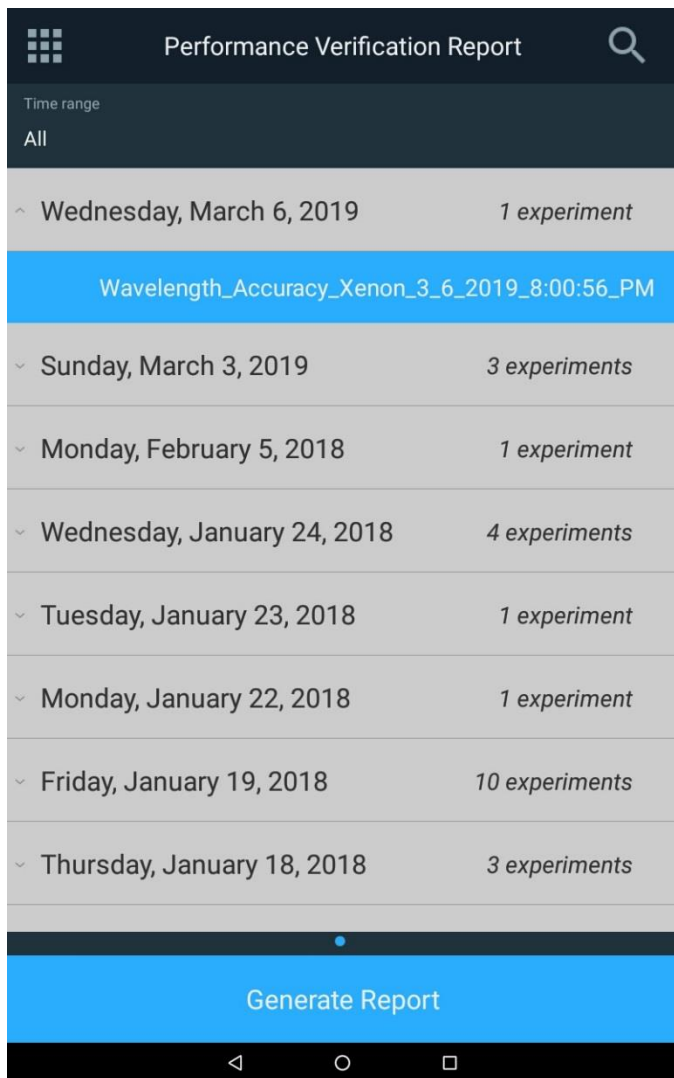 Performance Verification Report
Time range
All
Wednesday, March 6, 2019 1 experiment
Wavelength_Accuracy_Xenon_3_6_2019_8:00:56_PM
Sunday, March 3, 2019 3 experiments
Monday, February 5, 2018 1 experiment
Wednesday, January 24, 2018 4 experiments
Tuesday, January 23, 2018 1 experiment
Monday, January 22, 2018 1 experiment
Friday, January 19, 2018 10 experiments
Thursday, January 18, 2018 3 experiments
Generate Report